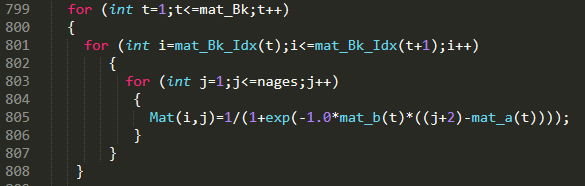 799 for (int t=1;t<=mat_Bk;t++)
800 {
801 for (int i=mat_Bk_Idx(t);i<=mat_Bk_Idx(t+1);i++)
802 {
803 for (int j=1;j<=nages;j++)
804 {
805 Mat(i,j)=1/(1+exp(-1.0*mat_b(t)*((j+2)-mat_a(t))));
806 }
807 }
808 }